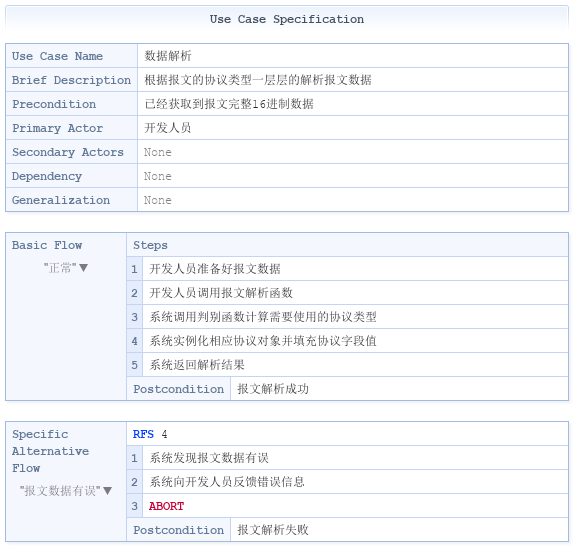 Use Case Specification
Use Case Name 数据解析
Brief Description 根据报文的协议类型一层层的解析报文数据
Precondition 已经获取到报文完整16进制数据
Primary Actor 开发人员
Secondary Actors None
Dependency None
Generalization None
Basic Flow Steps
"正常"▼
1 开发人员准备好报文数据
2 开发人员调用报文解析函数
3 系统调用判别函数计算需要使用的协议类型
4 系统实例化相应协议对象并填充协议字段值
5 系统返回解析结果
Postcondition 报文解析成功
Specific
Alternative
Flow
"报文数据有误"▼
RFS 4
1 系统发现报文数据有误
2 系统向开发人员反馈错误信息
3 ABORT
Postcondition 报文解析失败